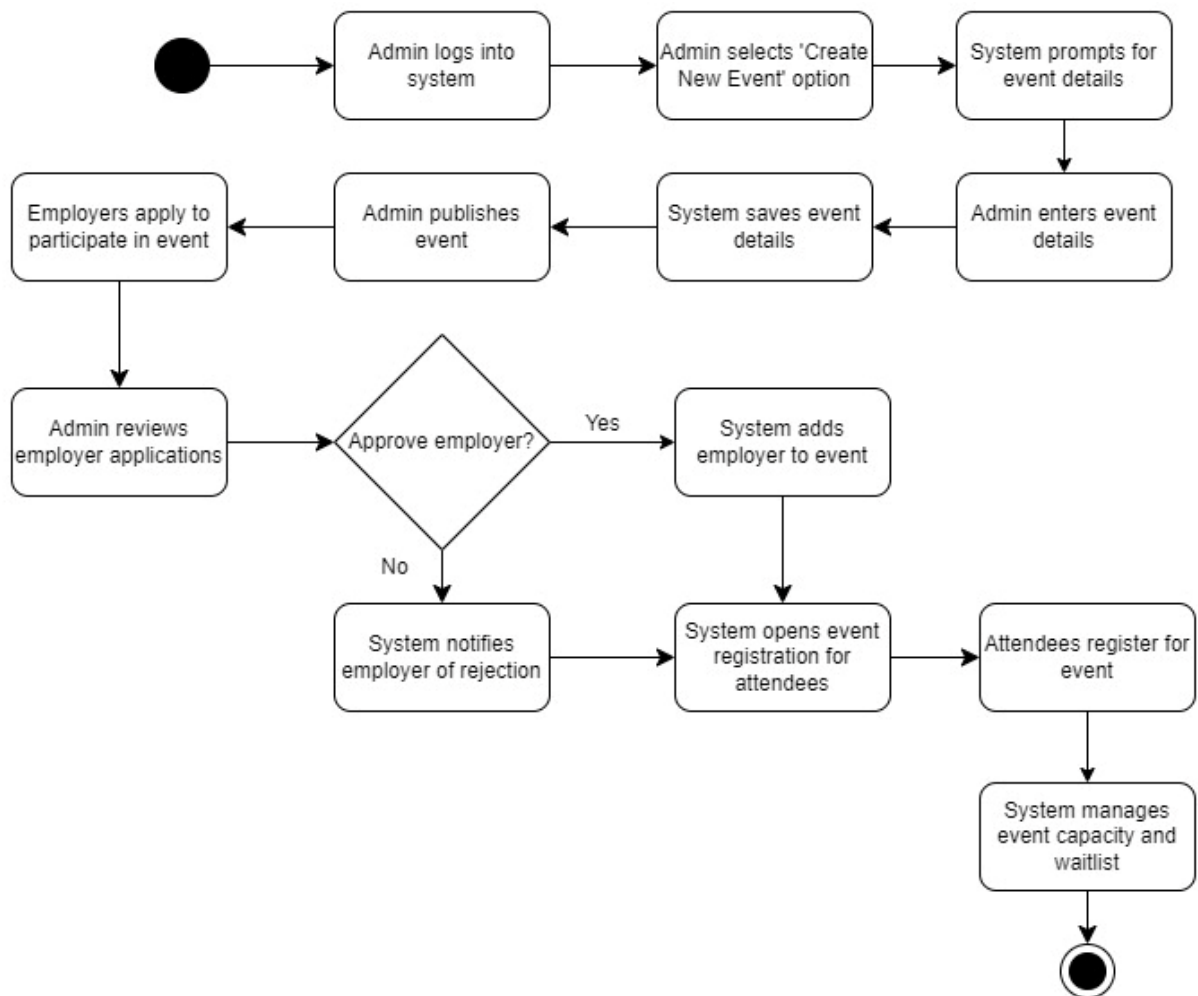 Admin logs into
system
Admin selects 'Create
New Event' option
System prompts for
event details
Employers apply to
participate in event
Admin publishes
event
System saves event
details
Admin enters event
details
Admin reviews
employer applications
Approve employer?
Yes
System adds
employer to event
No
System notifies
employer of rejection
System opens event
registration for
attendees
Attendees register for
event
System manages
event capacity and
waitlist